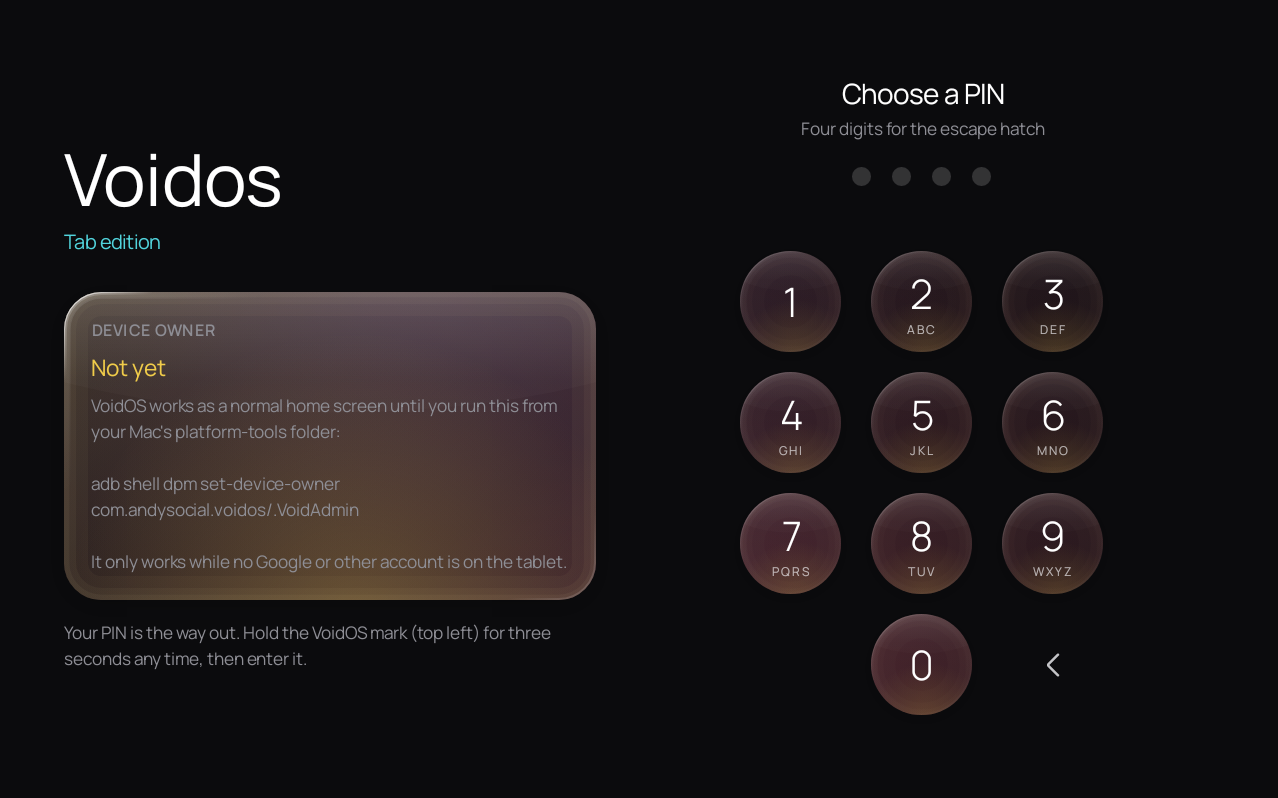 Voidos
Tab edition
DEVICE OWNER
Not yet
VoidOS works as a normal home screen until you run this from
your Mac's platform-tools folder:
adb shell dpm set-device-owner
com.andysocial.voidos/.VoidAdmin
It only works while no Google or other account is on the tablet.
Your PIN is the way out. Hold the VoidOS mark (top left) for three
seconds any time, then enter it.
Choose a PIN
Four digits for the escape hatch
1
2
ABC
3
DEF
4
GHI
5
JKL
6
MNO
7
PQRS
8
TUV
9
WXYZ
0